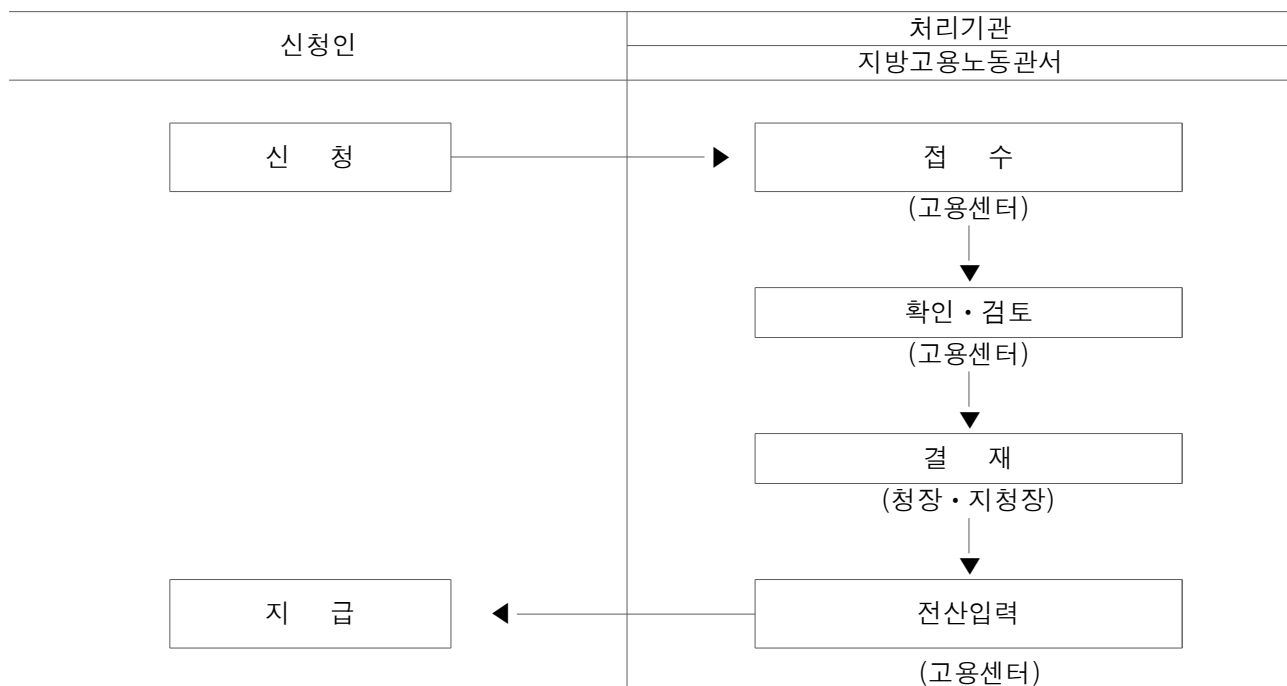 신청인
처리기관
지방고용노동관서
신 청
접 수
(고용센터)
확인·검토
(고용센터)
결 재
(청장·지청장)
지 급
전산입력
(고용센터)